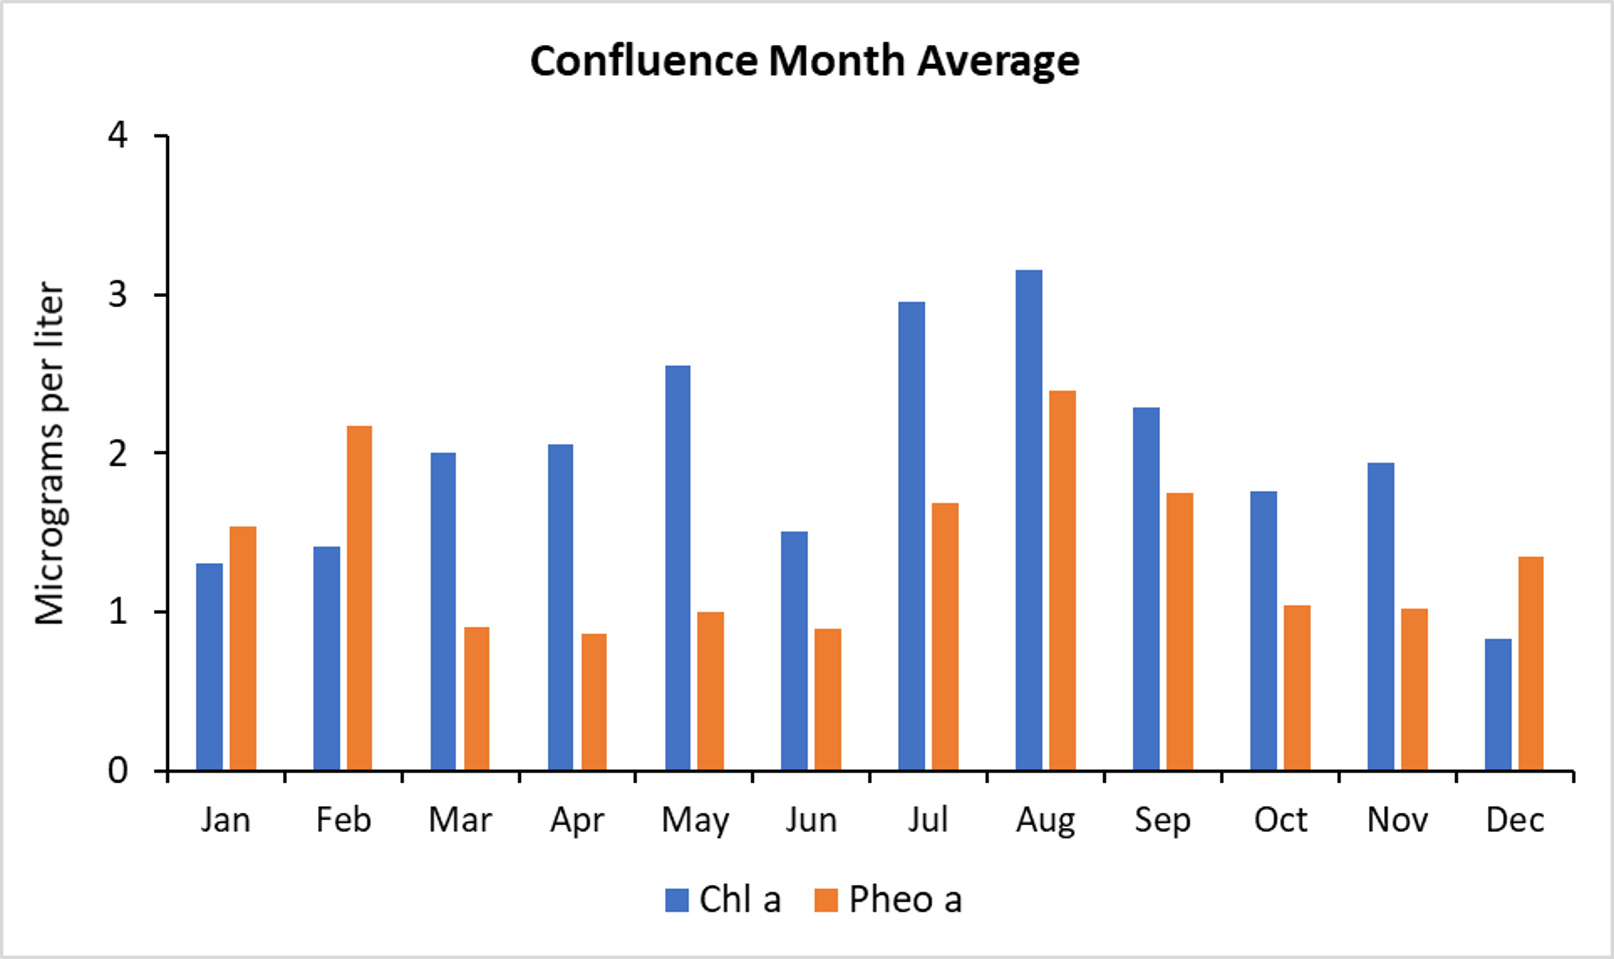 Confluence Month Average
Micrograms per liter
4
3
2
1
0
Jan Feb Mar Apr May Jun Jul Aug Sep Oct Nov Dec
Chl a Pheo a